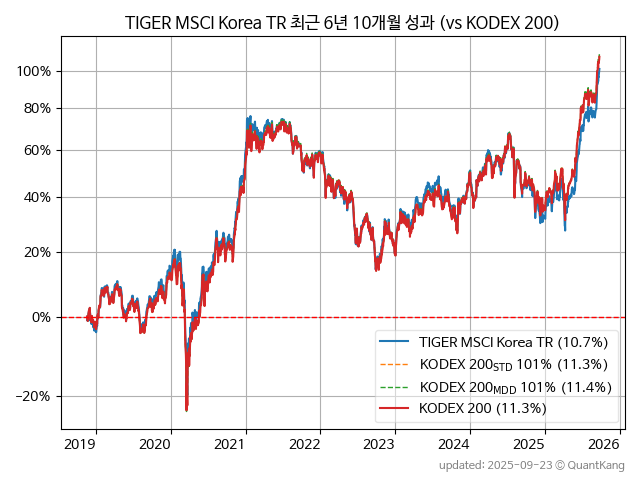 TIGER MSCI Korea TR 최근 6년 10개월 성과 (vs KODEX 200)
100%
80%
60%
40%
20%
0%
−20%
TIGER MSCI Korea TR (10.7%)
KODEX 200STD 101% (11.3%)
KODEX 200MDD 101% (11.4%)
KODEX 200 (11.3%)
2019 2020 2021 2022 2023 2024 2025 2026
updated: 2025-09-23 © QuantKang